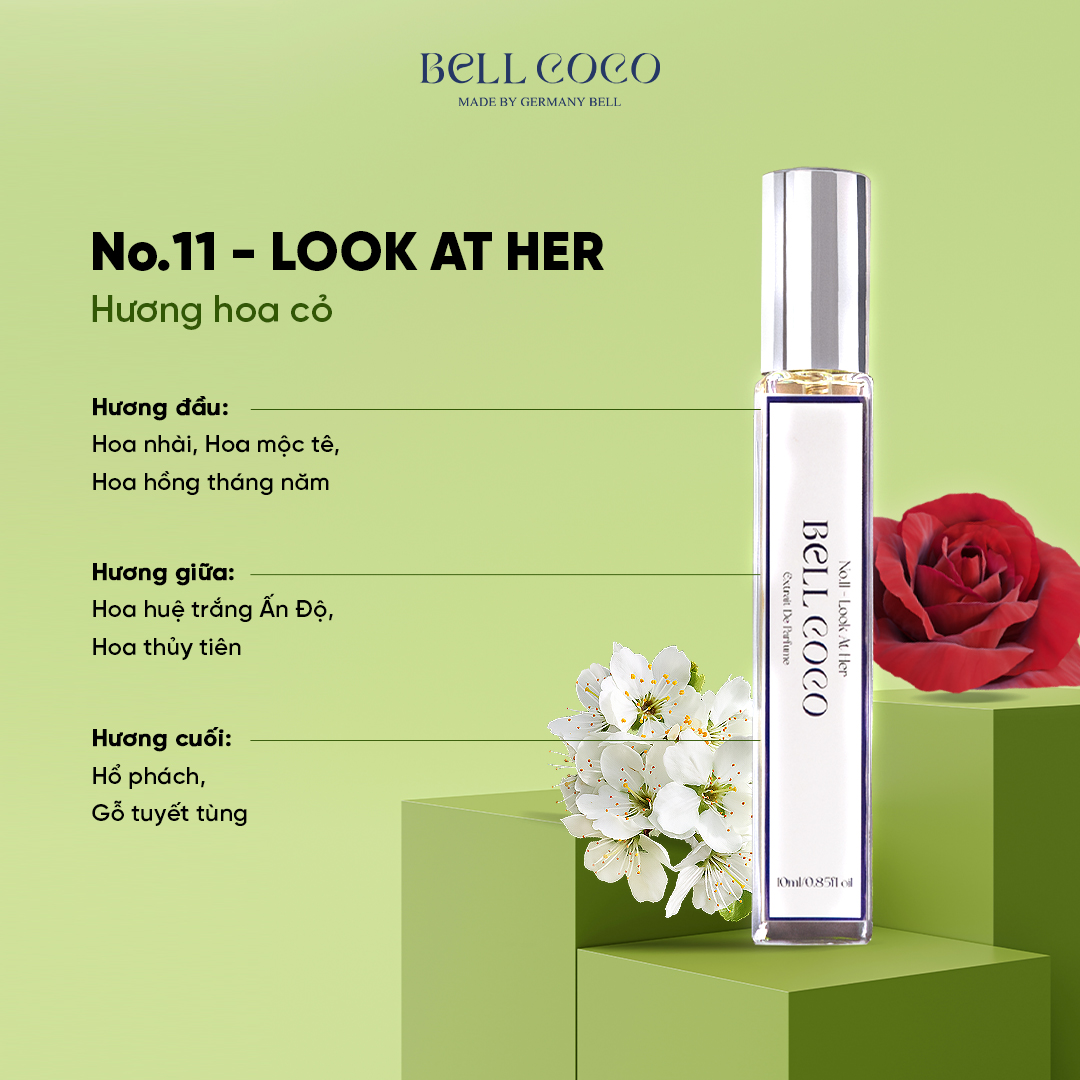 BELL COCO
MADE BY GERMANY BELL
No.11 - LOOK AT HER
Hương hoa cỏ
Hương đầu:
Hoa nhài, Hoa mộc tê,
Hoa hồng tháng năm
Hương giữa:
Hoa huệ trắng Ấn Độ,
Hoa thủy tiên
Hương cuối:
Hổ phách,
Gỗ tuyết tùng
No.11 - Look At Her
BELL COCO
Extrait De Parfume
10ml/0.85fl oil